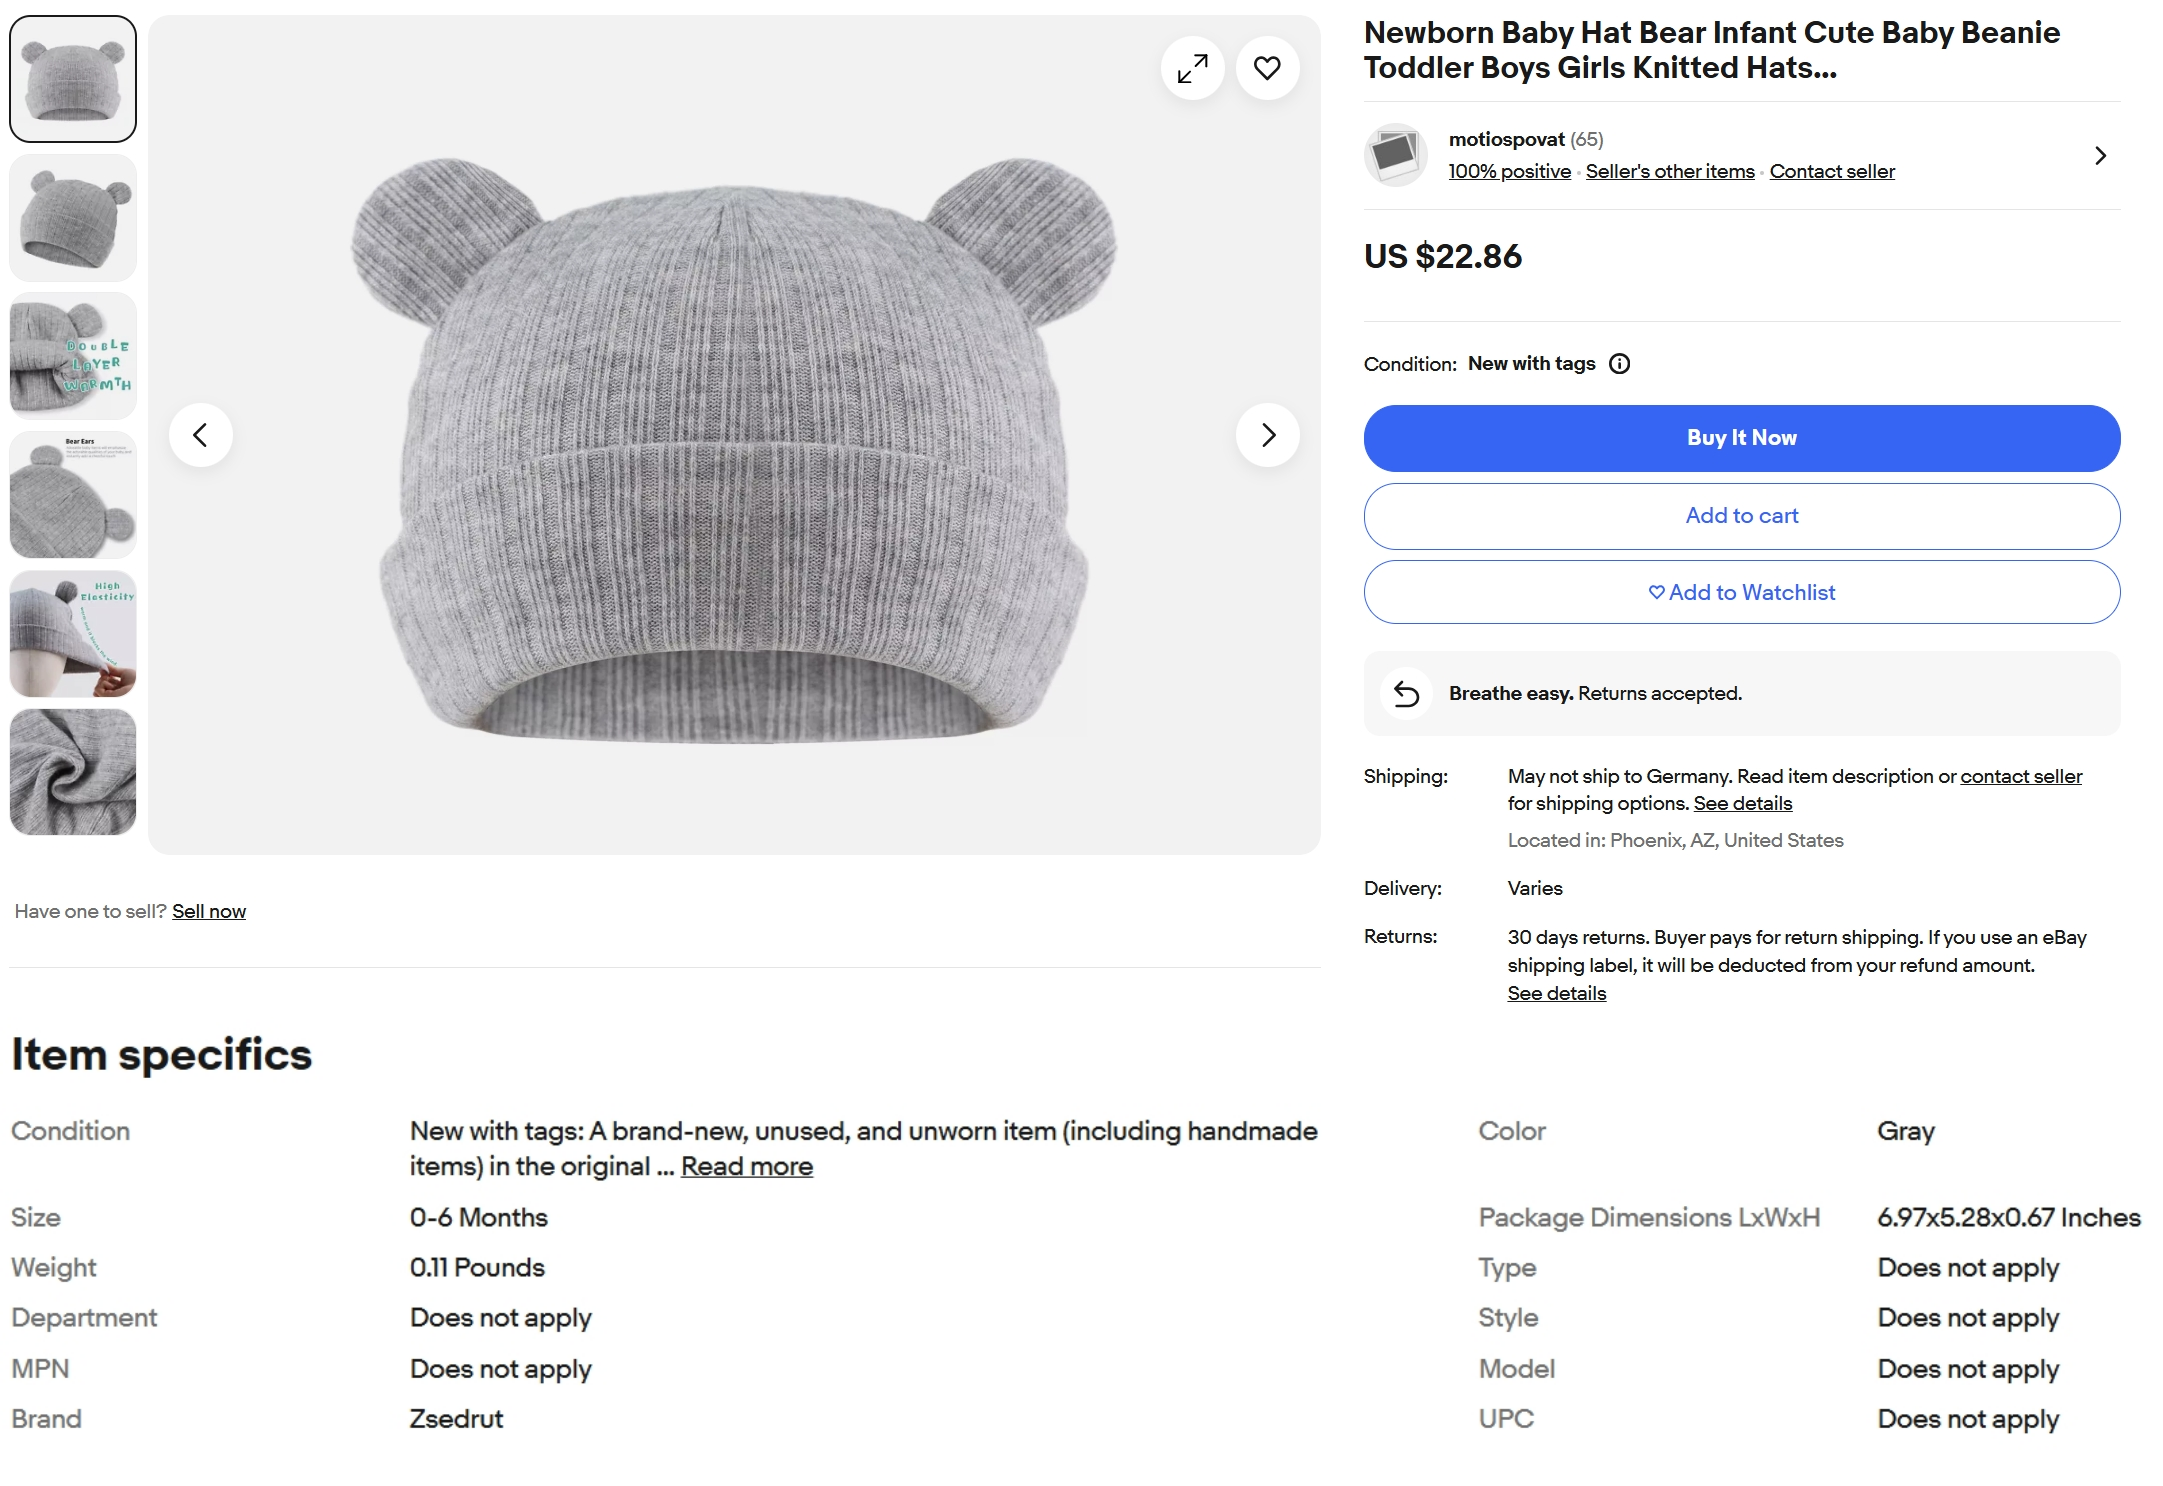 Newborn Baby Hat Bear Infant Cute Baby Beanie
Toddler Boys Girls Knitted Hats...
motiospovat (65)
100% positive · Seller's other items · Contact seller
US $22.86
Condition: New with tags
Buy It Now
Add to cart
Add to Watchlist
Breathe easy. Returns accepted.
Shipping: May not ship to Germany. Read item description or contact seller
for shipping options. See details
Located in: Phoenix, AZ, United States
Delivery: Varies
Returns: 30 days returns. Buyer pays for return shipping. If you use an eBay
shipping label, it will be deducted from your refund amount.
See details
DOUBLE
LAYER
WARMTH
Bear Ears
High
Elasticity
Have one to sell? Sell now
Item specifics
Condition New with tags: A brand-new, unused, and unworn item (including handmade
items) in the original ... Read more
Color Gray
Size 0-6 Months
Package Dimensions LxWxH 6.97x5.28x0.67 Inches
Weight 0.11 Pounds
Type Does not apply
Department Does not apply
Style Does not apply
MPN Does not apply
Model Does not apply
Brand Zsedrut
UPC Does not apply